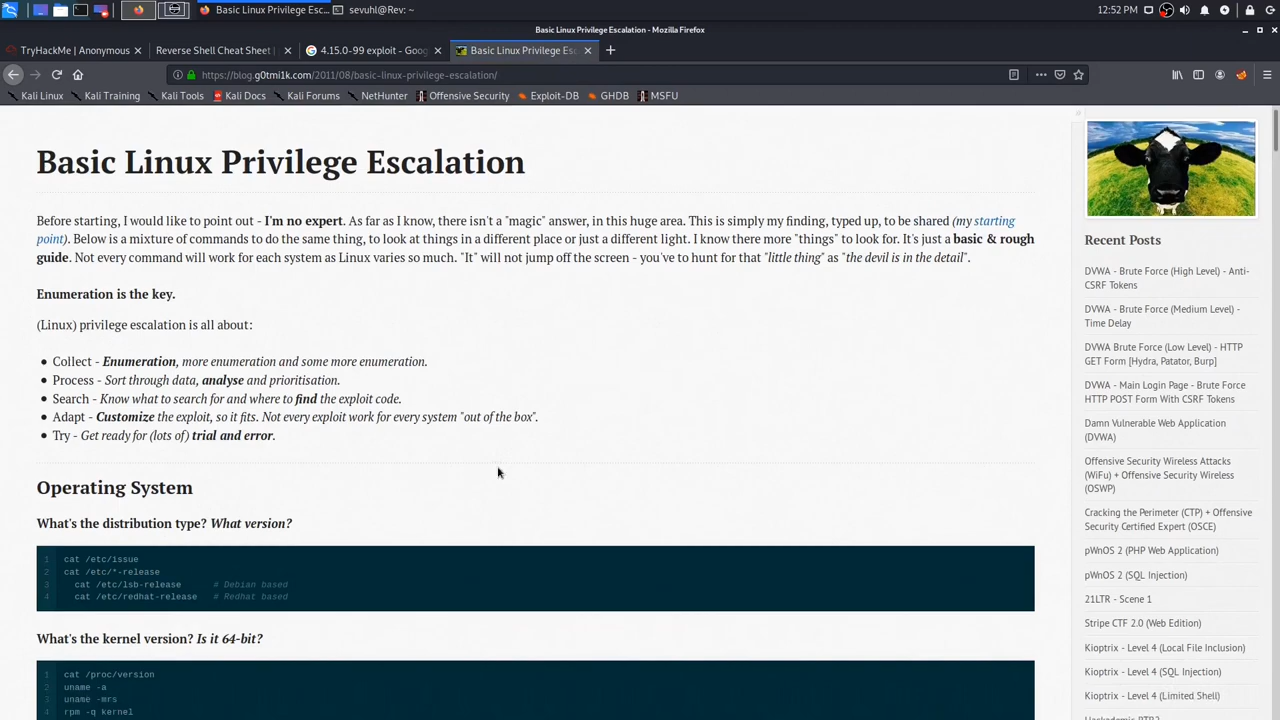 Basic Linux Privilege Esc...
sevuhl@Rev: ~
12:52 PM
Basic Linux Privilege Escalation - Mozilla Firefox
TryHackMe | Anonymous
Reverse Shell Cheat Sheet |
4.15.0-99 exploit - Goog
Basic Linux Privilege Esc
https://blog.g0tmi1k.com/2011/08/basic-linux-privilege-escalation/
Kali Linux
Kali Training
Kali Tools
Kali Docs
Kali Forums
NetHunter
Offensive Security
Exploit-DB
GHDB
MSFU
Basic Linux Privilege Escalation
Before starting, I would like to point out - I'm no expert. As far as I know, there isn't a "magic" answer, in this huge area. This is simply my finding, typed up, to be shared (my starting
point). Below is a mixture of commands to do the same thing, to look at things in a different place or just a different light. I know there more "things" to look for. It's just a basic & rough
guide. Not every command will work for each system as Linux varies so much. "It" will not jump off the screen - you've to hunt for that "little thing" as "the devil is in the detail".
Enumeration is the key.
(Linux) privilege escalation is all about:
Collect - Enumeration, more enumeration and some more enumeration.
Process - Sort through data, analyse and prioritisation.
Search - Know what to search for and where to find the exploit code.
Adapt - Customize the exploit, so it fits. Not every exploit work for every system "out of the box".
Try - Get ready for (lots of) trial and error.
Operating System
What's the distribution type? What version?
1 cat /etc/issue
2 cat /etc/*-release
3 cat /etc/lsb-release # Debian based
4 cat /etc/redhat-release # Redhat based
What's the kernel version? Is it 64-bit?
1 cat /proc/version
2 uname -a
3 uname -mrs
4 rpm -q kernel
Recent Posts
DVWA - Brute Force (High Level) - Anti-
CSRF Tokens
DVWA - Brute Force (Medium Level) -
Time Delay
DVWA Brute Force (Low Level) - HTTP
GET Form [Hydra, Patator, Burp]
DVWA - Main Login Page - Brute Force
HTTP POST Form With CSRF Tokens
Damn Vulnerable Web Application
(DVWA)
Offensive Security Wireless Attacks
(WiFu) + Offensive Security Wireless
(OSWP)
Cracking the Perimeter (CTP) + Offensive
Security Certified Expert (OSCE)
pWnOS 2 (PHP Web Application)
pWnOS 2 (SQL Injection)
21LTR - Scene 1
Stripe CTF 2.0 (Web Edition)
Kioptrix - Level 4 (Local File Inclusion)
Kioptrix - Level 4 (SQL Injection)
Kioptrix - Level 4 (Limited Shell)